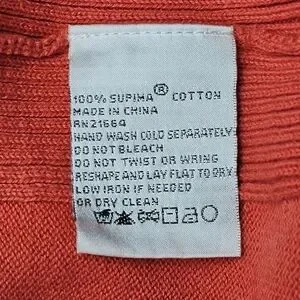 100% SUPIMA® COTTON
MADE IN CHINA
RN21664
HAND WASH COLD SEPARATELY
DO NOT BLEACH
DO NOT TWIST OR WRING
RESHAPE AND LAY FLAT TO DRY
LOW IRON IF NEEDED
OR DRY CLEAN